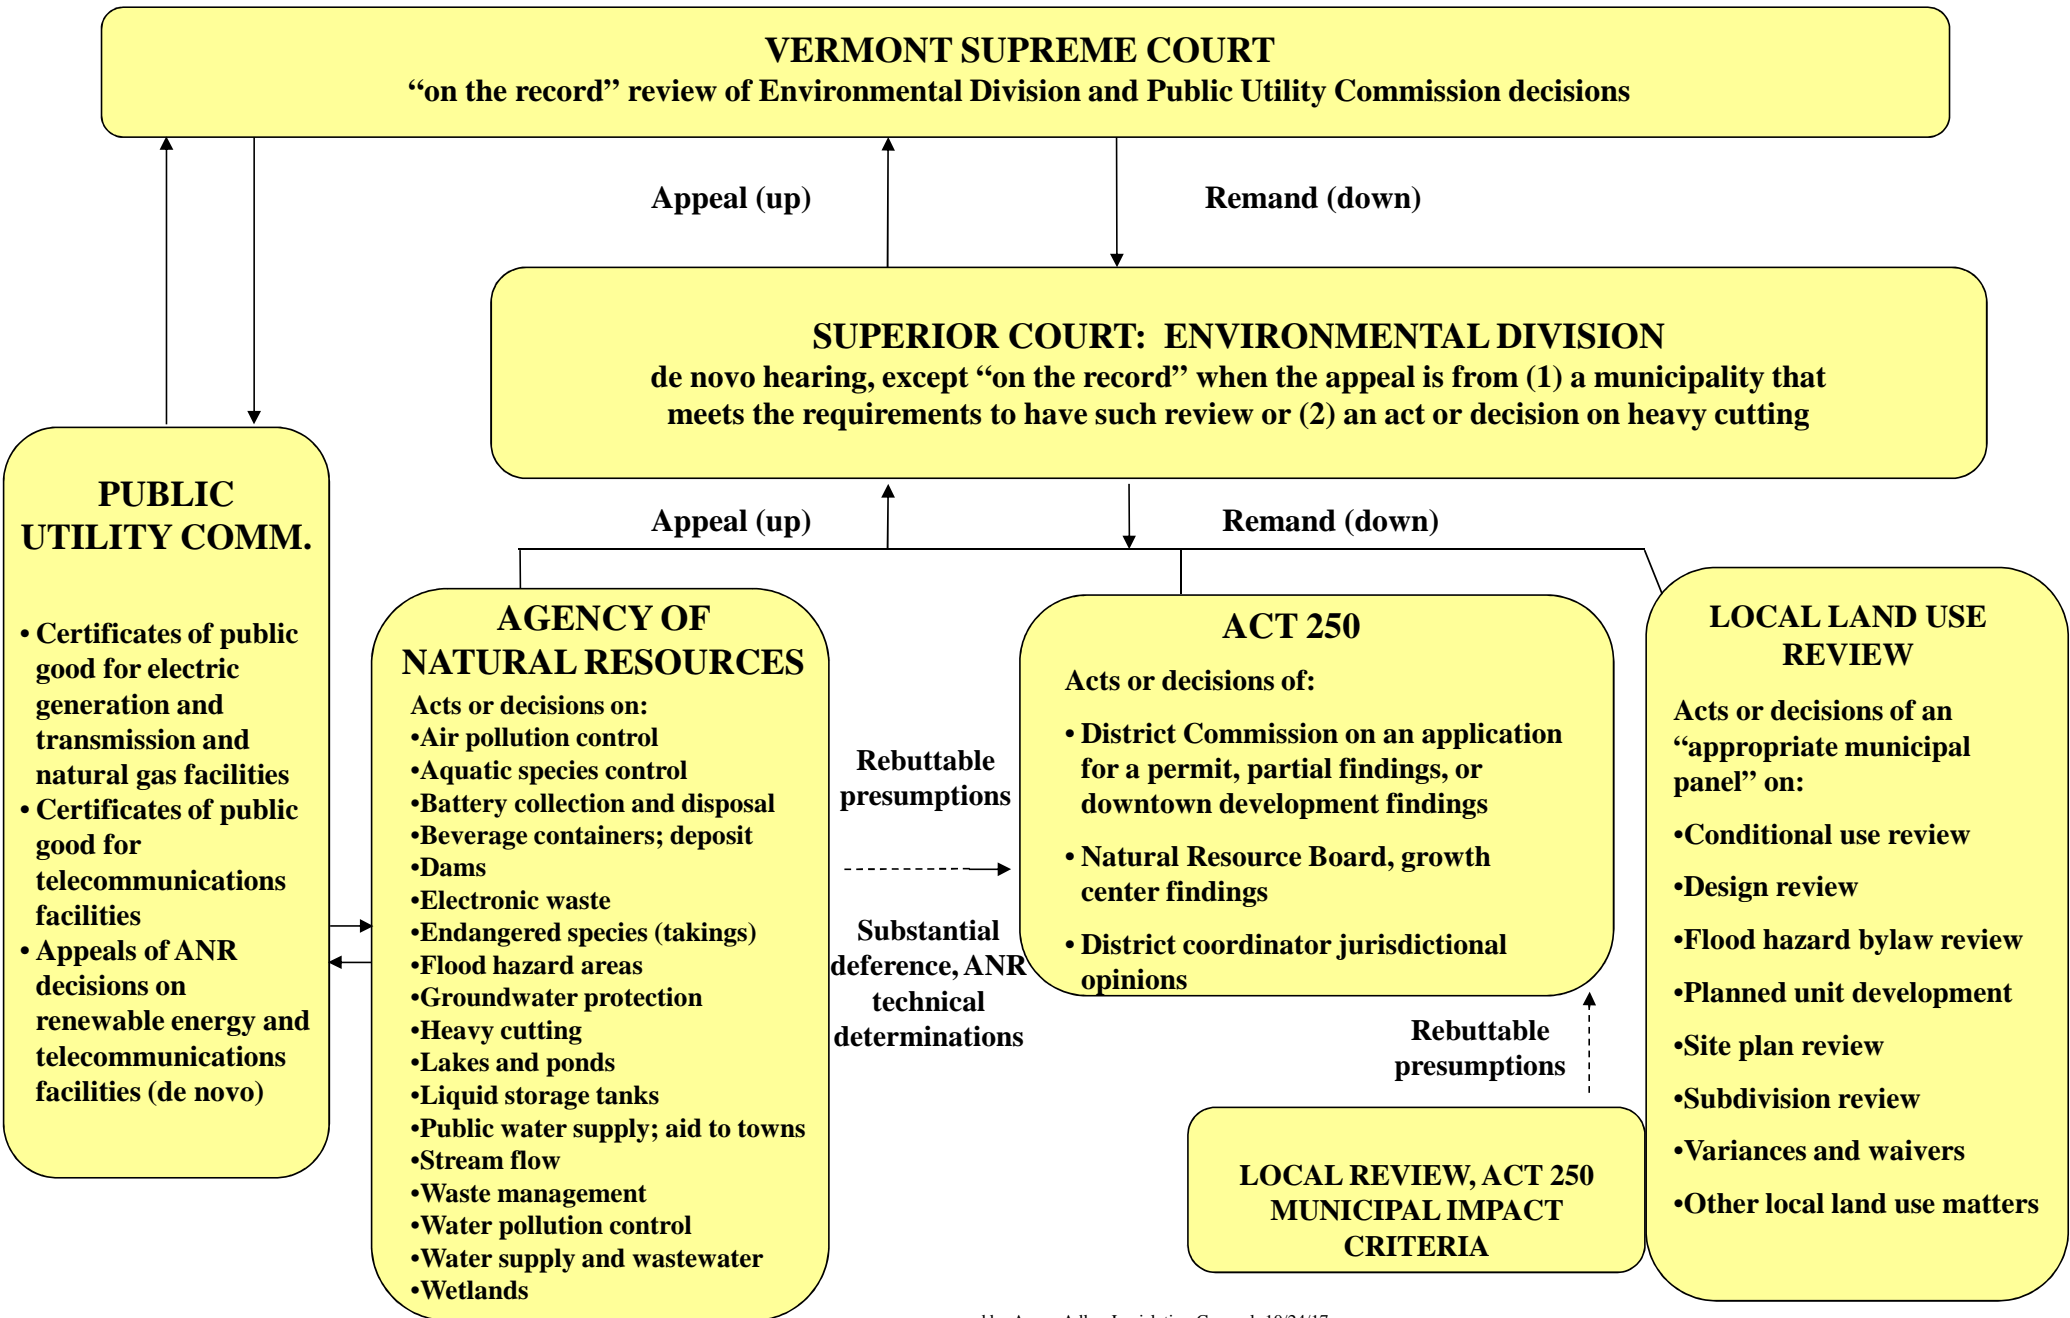 VERMONT SUPREME COURT
“on the record” review of Environmental Division and Public Utility Commission decisions
Appeal (up)
Remand (down)
SUPERIOR COURT: ENVIRONMENTAL DIVISION
de novo hearing, except “on the record” when the appeal is from (1) a municipality that
meets the requirements to have such review or (2) an act or decision on heavy cutting
Appeal (up)
Remand (down)
PUBLIC
UTILITY COMM.
• Certificates of public
good for electric
generation and
transmission and
natural gas facilities
• Certificates of public
good for
telecommunications
facilities
• Appeals of ANR
decisions on
renewable energy and
telecommunications
facilities (de novo)
AGENCY OF
NATURAL RESOURCES
Acts or decisions on:
•Air pollution control
•Aquatic species control
•Battery collection and disposal
•Beverage containers; deposit
•Dams
•Electronic waste
•Endangered species (takings)
•Flood hazard areas
•Groundwater protection
•Heavy cutting
•Lakes and ponds
•Liquid storage tanks
•Public water supply; aid to towns
•Stream flow
•Waste management
•Water pollution control
•Water supply and wastewater
•Wetlands
Rebuttable
presumptions
Substantial
deference, ANR
technical
determinations
ACT 250
Acts or decisions of:
• District Commission on an application
for a permit, partial findings, or
downtown development findings
• Natural Resource Board, growth
center findings
• District coordinator jurisdictional
opinions
Rebuttable
presumptions
LOCAL REVIEW, ACT 250
MUNICIPAL IMPACT
CRITERIA
LOCAL LAND USE
REVIEW
Acts or decisions of an
“appropriate municipal
panel” on:
•Conditional use review
•Design review
•Flood hazard bylaw review
•Planned unit development
•Site plan review
•Subdivision review
•Variances and waivers
•Other local land use matters